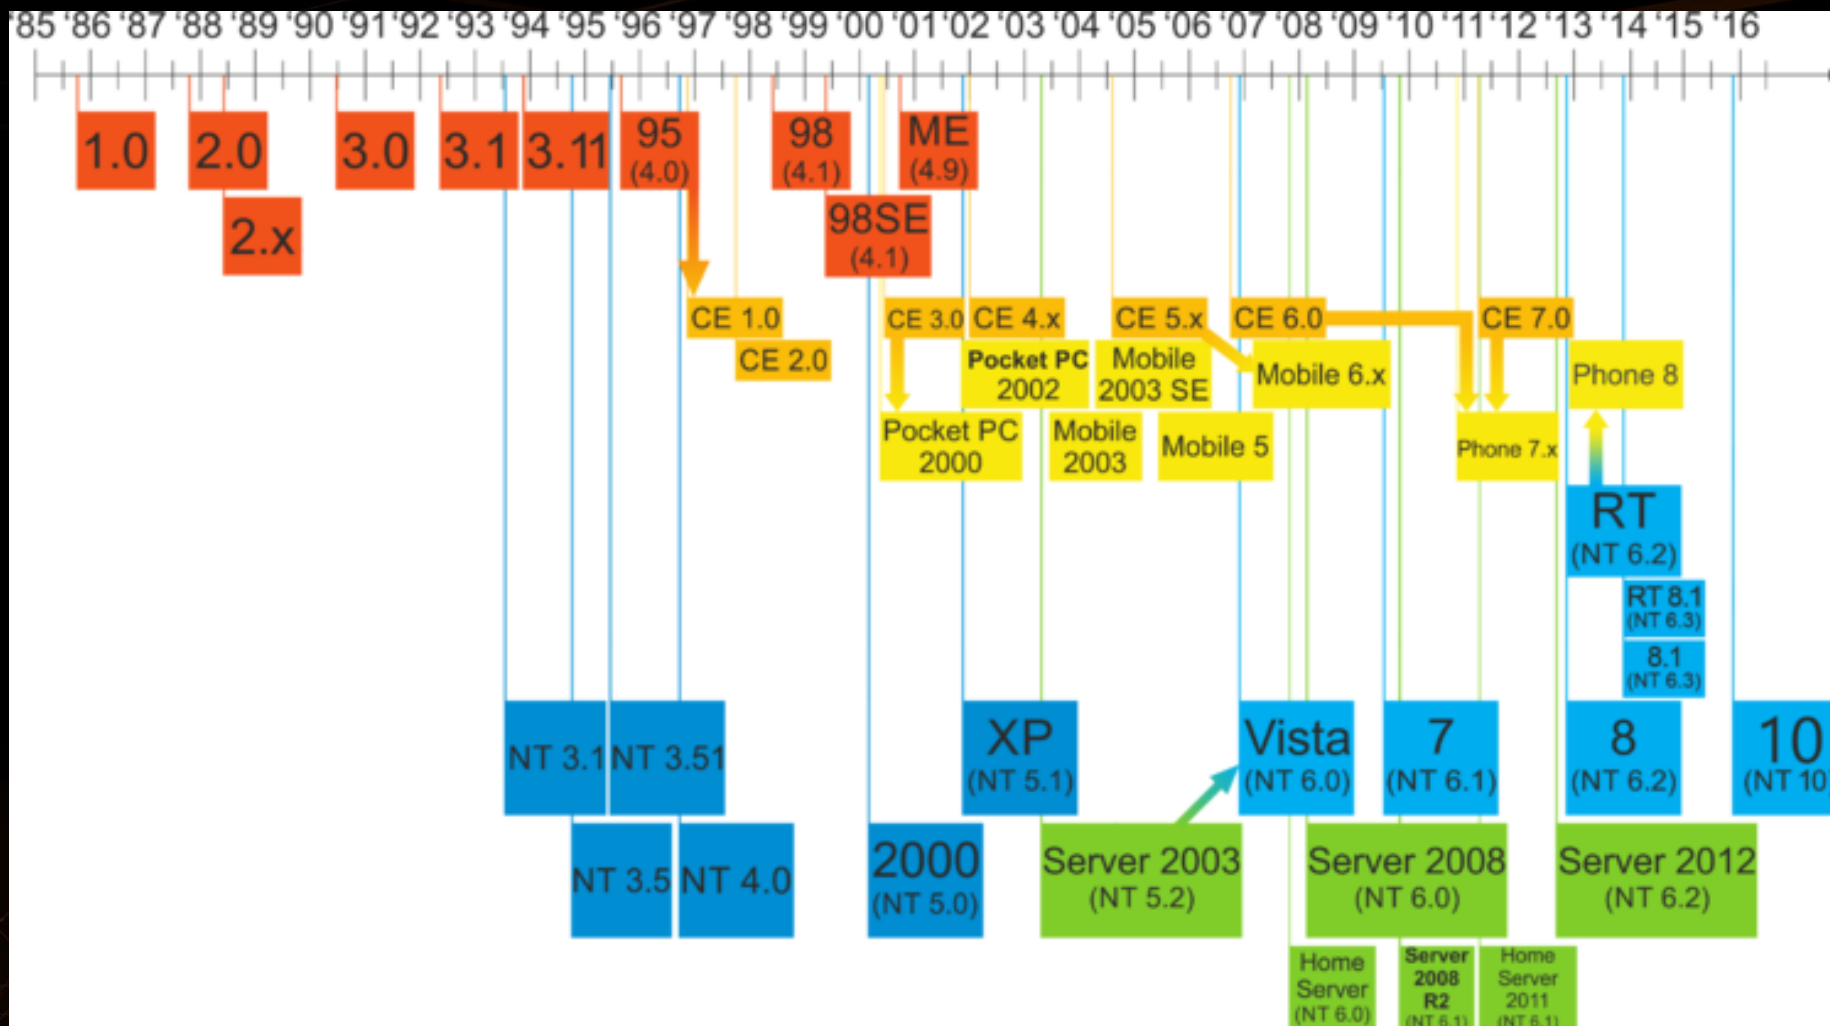 '85 '86 '87 '88 '89 '90 '91 '92 '93 '94 '95 '96 '97 '98 '99 '00 '01 '02 '03 '04 '05 '06 '07 '08 '09 '10 '11 '12 '13 '14 '15 '16
1.0
2.0
3.0
3.1
3.11
95
(4.0)
98
(4.1)
ME
(4.9)
2.x
98SE
(4.1)
CE 1.0
CE 3.0
CE 4.x
CE 5.x
CE 6.0
CE 7.0
CE 2.0
Pocket PC
2002
Mobile
2003 SE
Mobile 6.x
Phone 8
Pocket PC
2000
Mobile
2003
Mobile 5
Phone 7.x
RT
(NT 6.2)
RT 8.1
(NT 6.3)
8.1
(NT 6.3)
NT 3.1
NT 3.51
XP
(NT 5.1)
Vista
(NT 6.0)
7
(NT 6.1)
8
(NT 6.2)
10
(NT 10
NT 3.5
NT 4.0
2000
(NT 5.0)
Server 2003
(NT 5.2)
Server 2008
(NT 6.0)
Server 2012
(NT 6.2)
Home
Server
(NT 6.0)
Server
2008
R2
(NT 6.1)
Home
Server
2011
(NT 6.1)